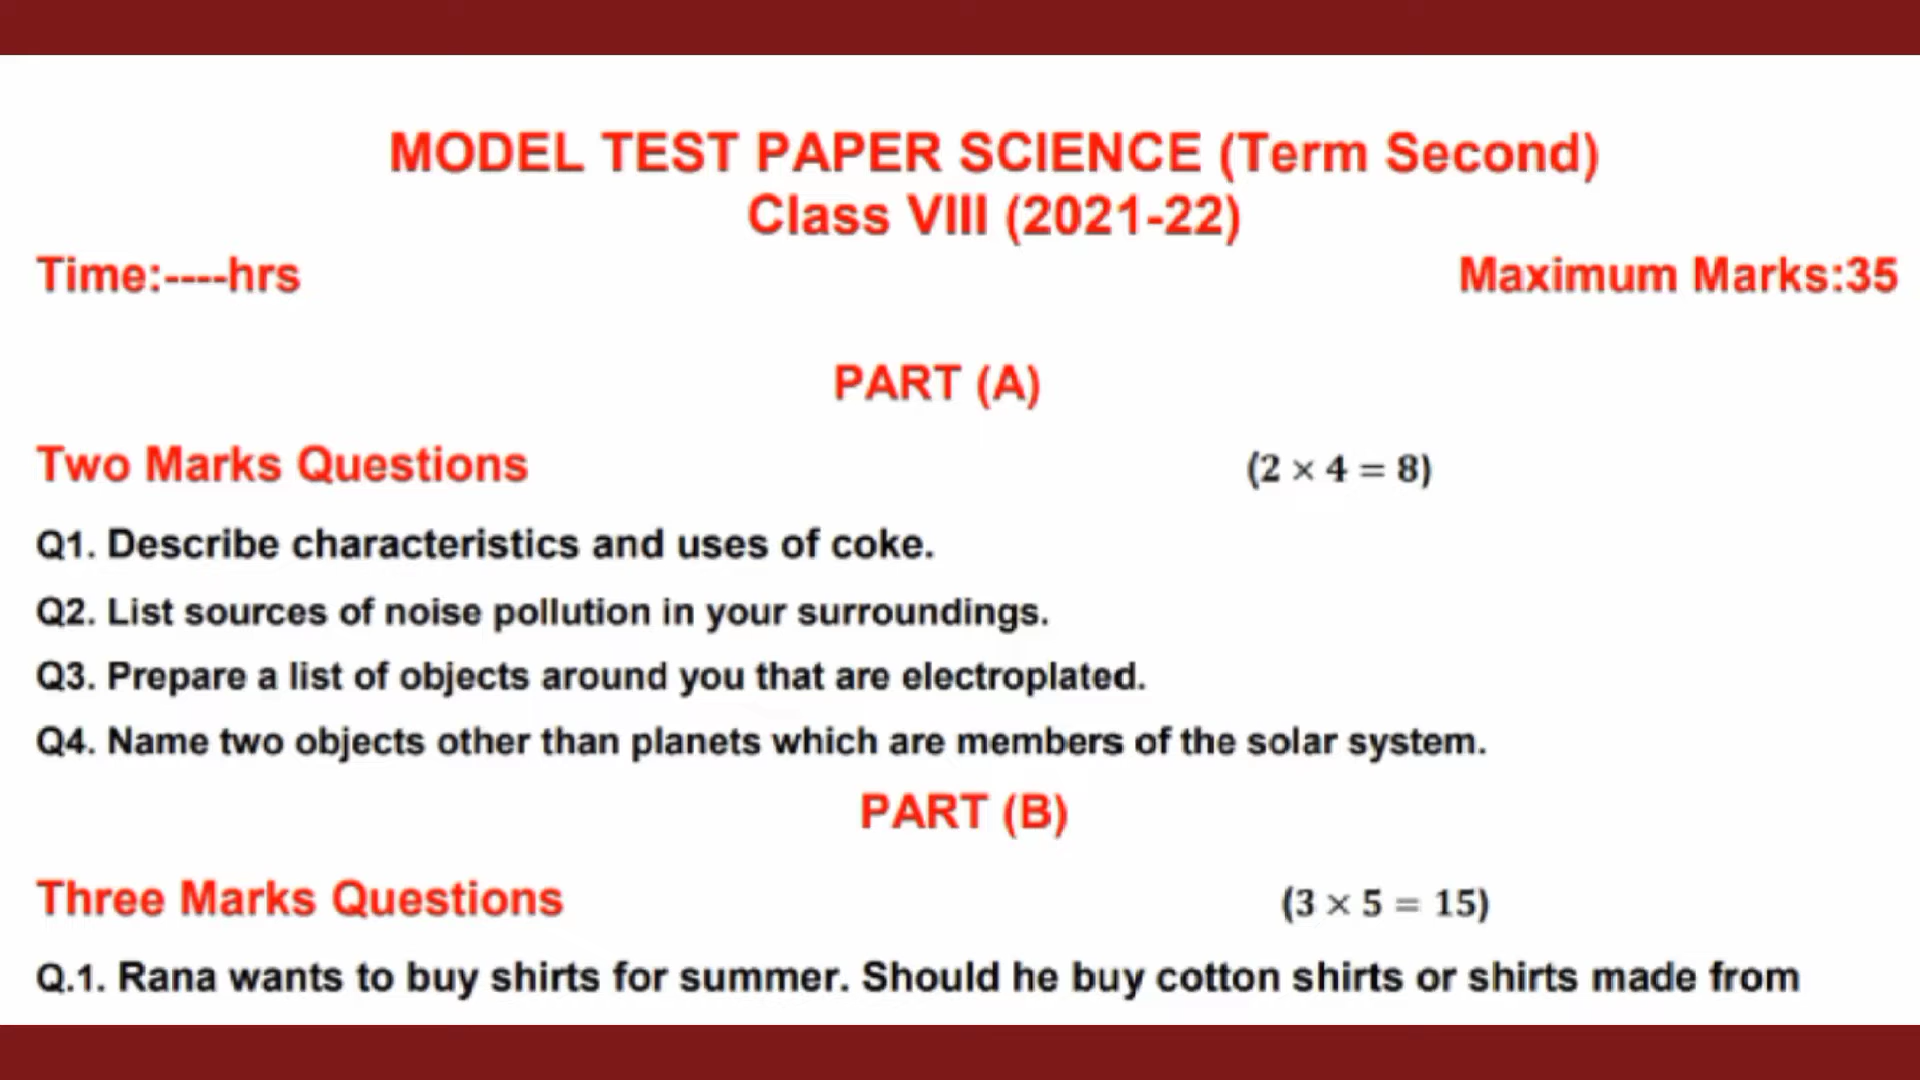 MODEL TEST PAPER SCIENCE (Term Second)
Class VIII (2021-22)
Time:----hrs Maximum Marks:35
PART (A)
Two Marks Questions (2 × 4 = 8)
Q1. Describe characteristics and uses of coke.
Q2. List sources of noise pollution in your surroundings.
Q3. Prepare a list of objects around you that are electroplated.
Q4. Name two objects other than planets which are members of the solar system.
PART (B)
Three Marks Questions (3 × 5 = 15)
Q.1. Rana wants to buy shirts for summer. Should he buy cotton shirts or shirts made from